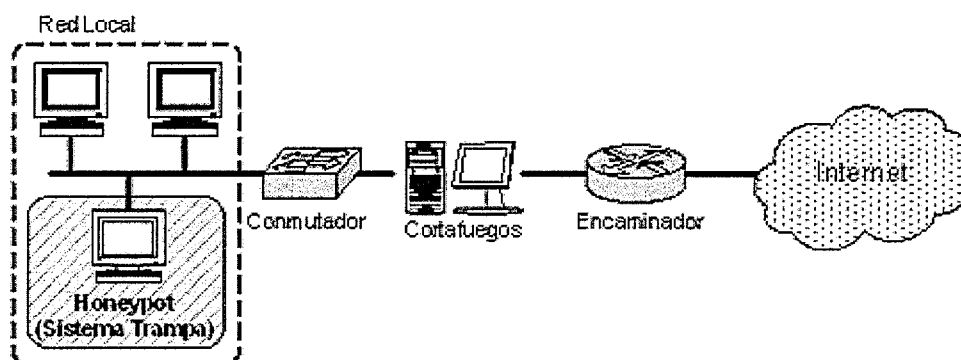 Red Local
Conmutador
Cortafuegos
Encaminador
Internet
Honeypot
(Sistema Trampa)